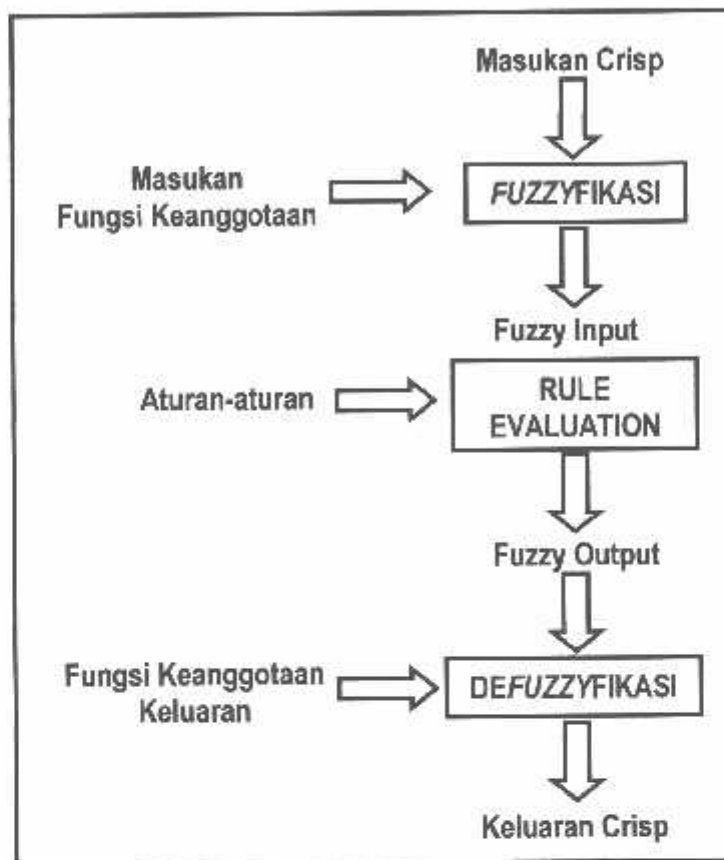 Masukan Crisp
Masukan
Fungsi Keanggotaan
FUZZYFIKASI
Fuzzy Input
Aturan-aturan
RULE
EVALUATION
Fuzzy Output
Fungsi Keanggotaan
Keluaran
DEFUZZYFIKASI
Keluaran Crisp